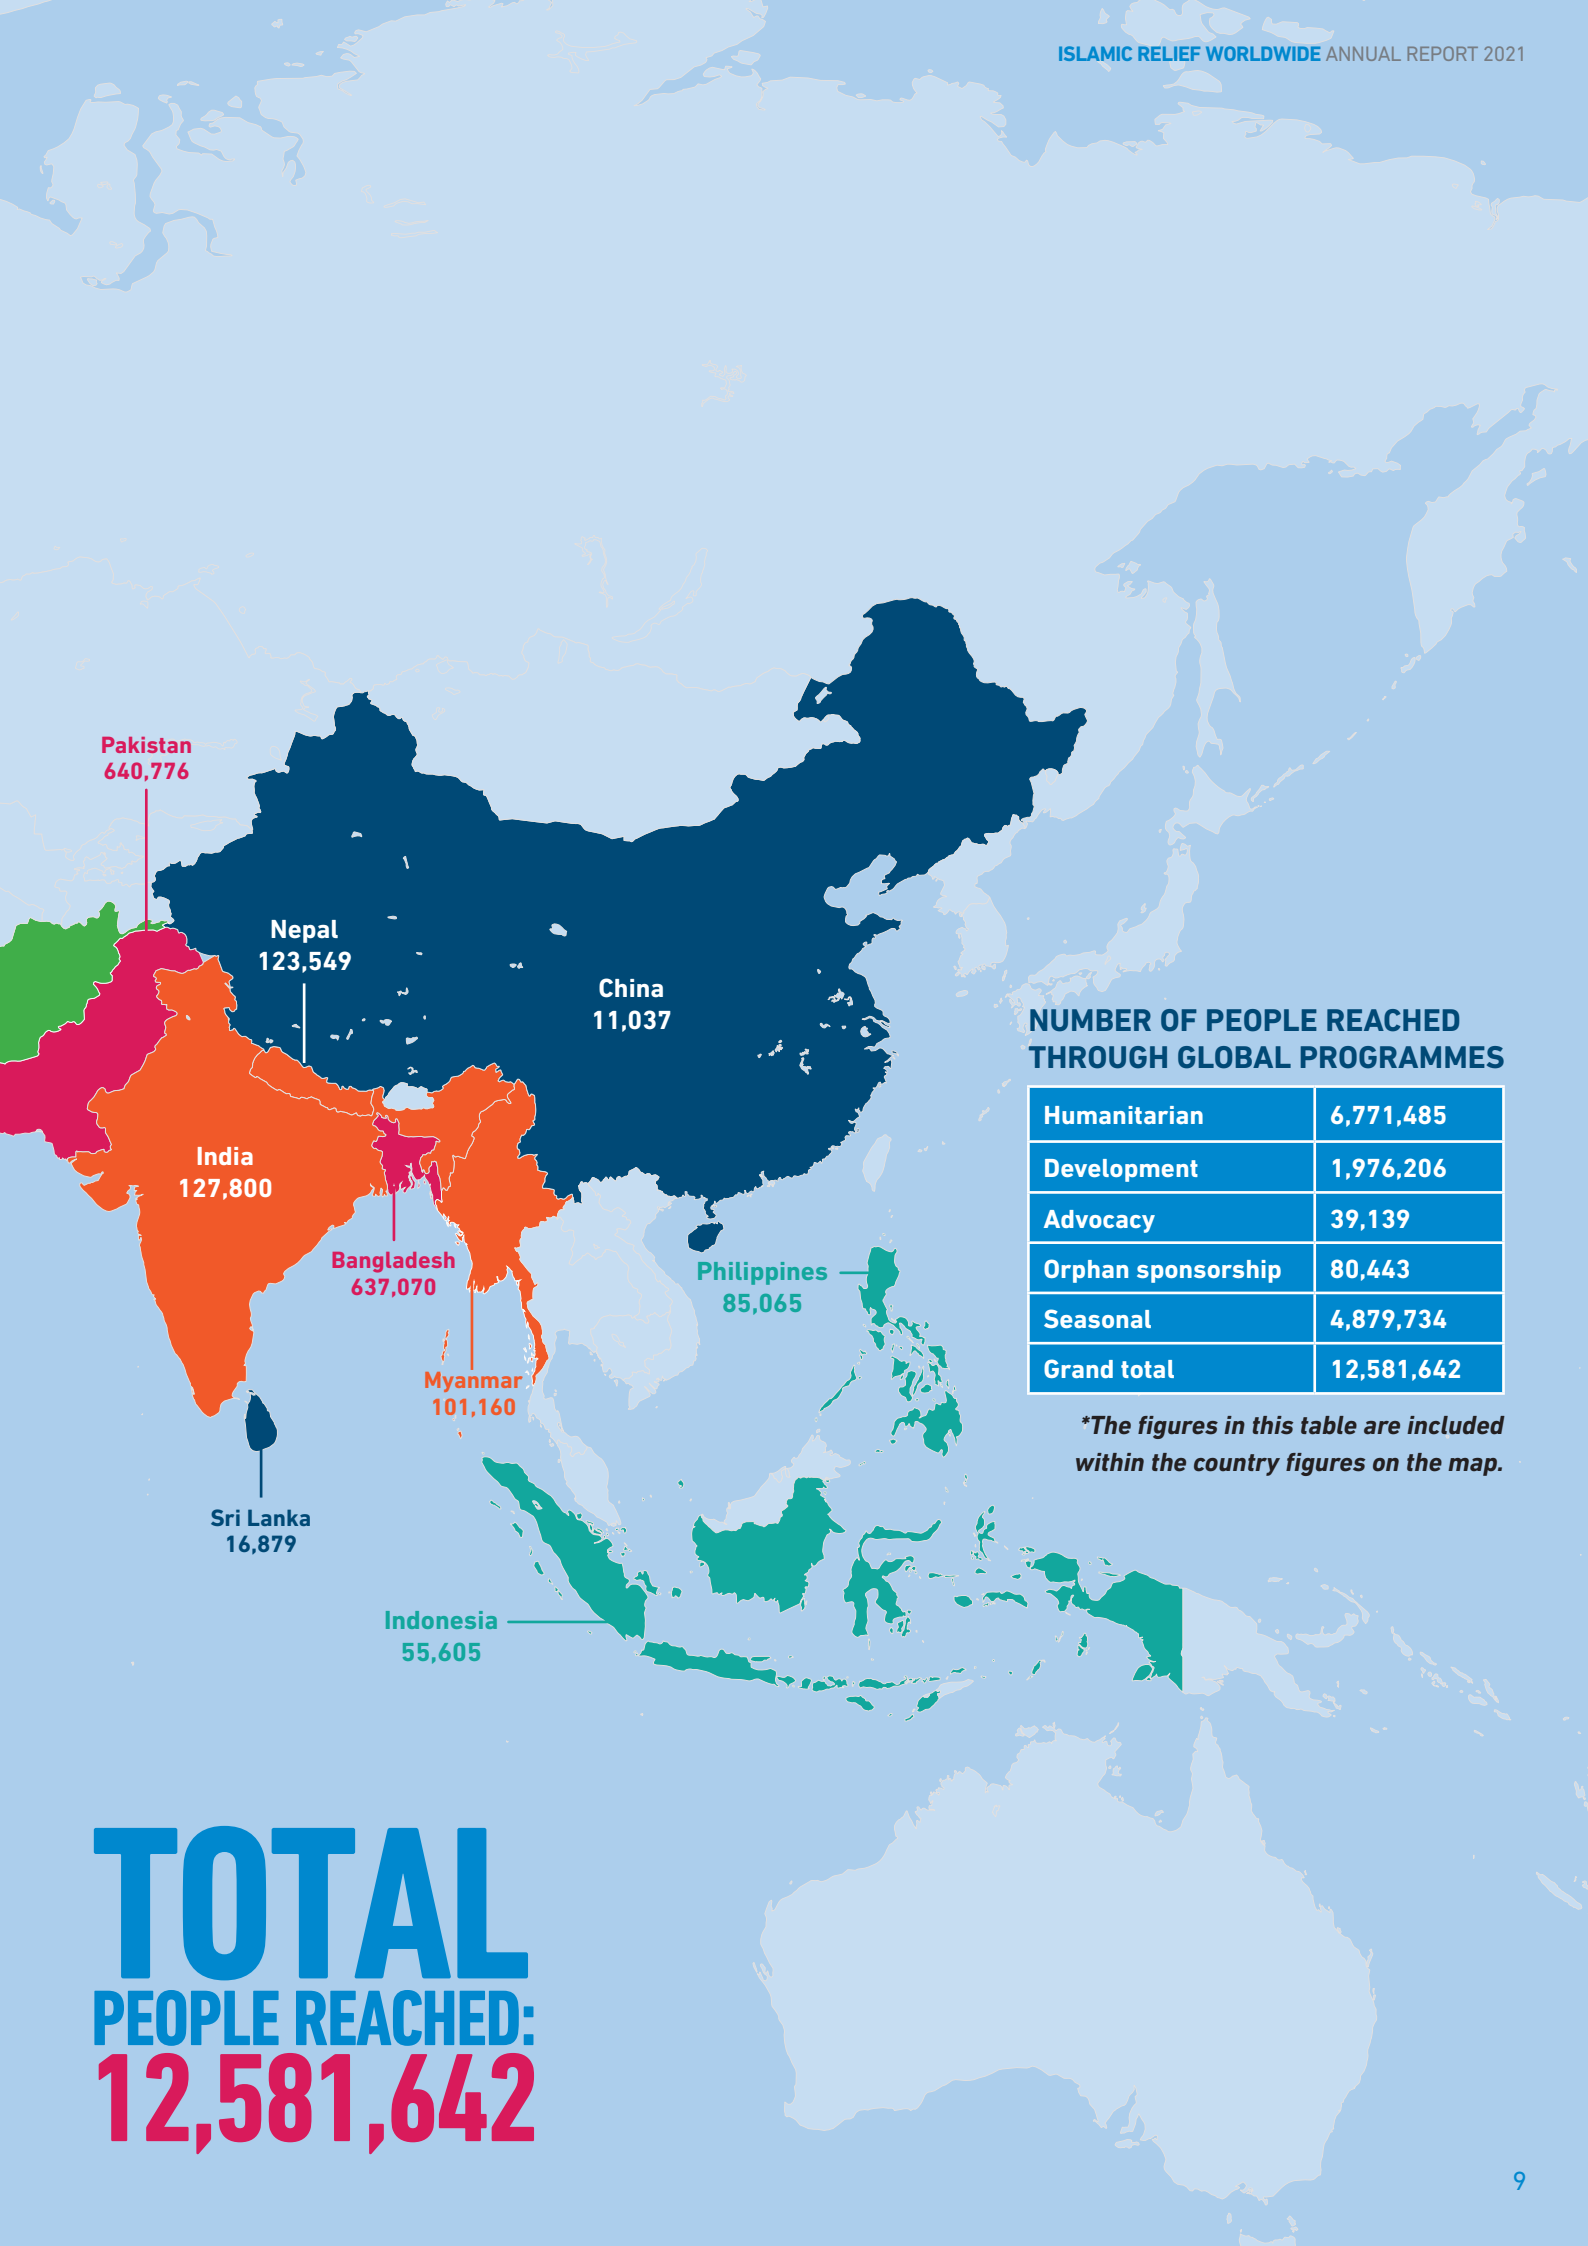 ISLAMIC RELIEF WORLDWIDE ANNUAL REPORT 2021
Pakistan
640,776
Nepal
123,549
China
11,037
India
127,800
Bangladesh
637,070
Myanmar
101,160
Philippines
85,065
Sri Lanka
16,879
Indonesia
55,605
NUMBER OF PEOPLE REACHED
THROUGH GLOBAL PROGRAMMES
Humanitarian 6,771,485
Development 1,976,206
Advocacy 39,139
Orphan sponsorship 80,443
Seasonal 4,879,734
Grand total 12,581,642
*The figures in this table are included
within the country figures on the map.
TOTAL
PEOPLE REACHED:
12,581,642
9